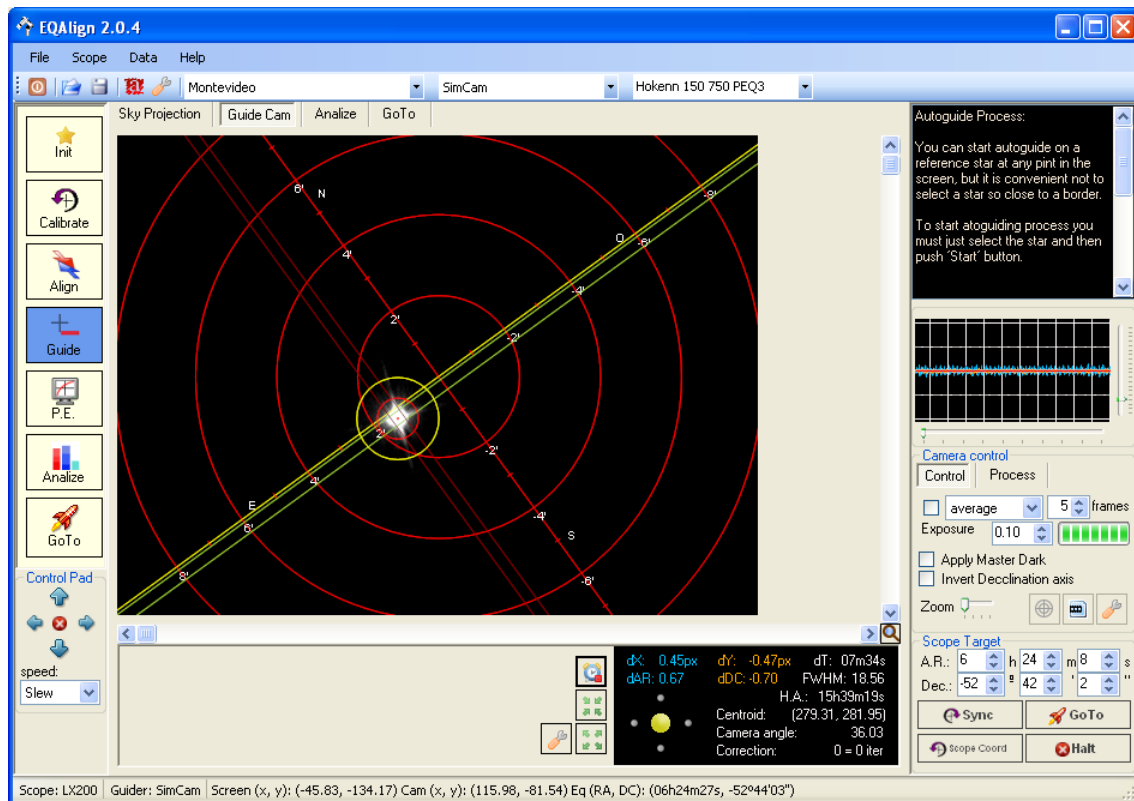 EQAlign 2.0.4
File Scope Data Help
Montevideo SimCam Hokenn 150 750 PEQ3
Init
Calibrate
Align
Guide
P.E.
Analize
GoTo
Control Pad
speed:
Slew
Sky Projection Guide Cam Analize GoTo
6' N
4'
2'
2'
4'
E
6'
8'
-8'
O -6'
-4'
-2'
-2'
-4'
S
-6'
dX: 0.45px dY: -0.47px dT: 07m34s
dAR: 0.67 dDC: -0.70 FWHM: 18.56
H.A.: 15h39m19s
Centroid: (279.31, 281.95)
Camera angle: 36.03
Correction: 0 = 0 iter
Autoguide Process:
You can start autoguide on a
reference star at any pint in the
screen, but it is convenient not to
select a star so close to a border.
To start atoguiding process you
must just select the star and then
push 'Start' button.
Camera control
Control Process
average 5 frames
Exposure 0.10
Apply Master Dark
Invert Decclination axis
Zoom
Scope Target
A.R.: 6 h 24 m 8 s
Dec.: -52 º 42 ' 2 "
Sync GoTo
Scope Coord Halt
Scope: LX200 Guider: SimCam Screen (x, y): (-45.83, -134.17) Cam (x, y): (115.98, -81.54) Eq (RA, DC): (06h24m27s, -52º44'03")